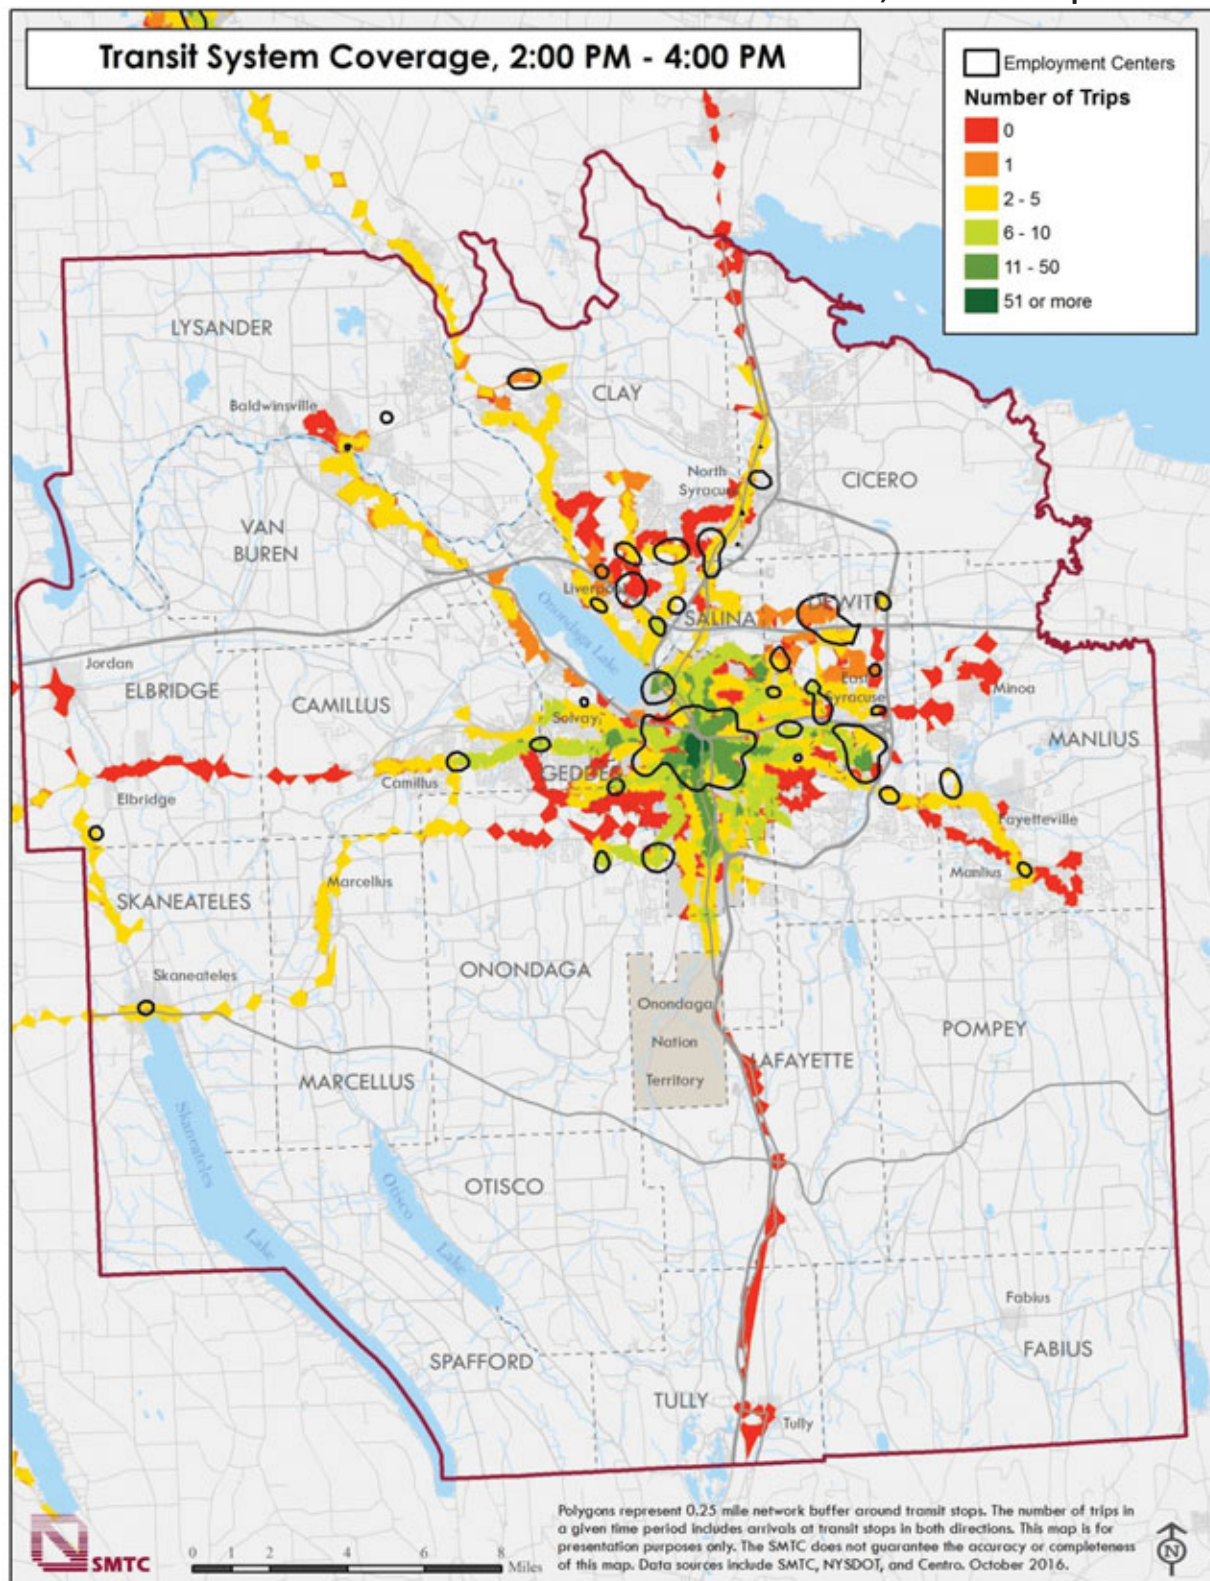 Transit System Coverage, 2:00 PM - 4:00 PM
Employment Centers
Number of Trips
0
1
2 - 5
6 - 10
11 - 50
51 or more
LYSANDER
CLAY
Baldwinsville
North
Syracuse
CICERO
VAN
BUREN
Liverpool
Onondaga Lake
SALINA
DEWITT
Jordan
ELBRIDGE
CAMILLUS
Solvay
East
Syracuse
Minoa
MANLIUS
GEDDES
Camillus
Elbridge
Fayetteville
Manlius
Marcellus
SKANEATELES
Skaneateles
ONONDAGA
Onondaga
Nation
Territory
LAFAYETTE
POMPEY
MARCELLUS
Skaneateles
Lake
Otisco
Lake
OTISCO
Fabius
FABIUS
SPAFFORD
TULLY
Tully
Polygons represent 0.25 mile network buffer around transit stops. The number of trips in
a given time period includes arrivals at transit stops in both directions. This map is for
presentation purposes only. The SMTC does not guarantee the accuracy or completeness
of this map. Data sources include SMTC, NYSDOT, and Centro. October 2016.
N
SMTC
0 1 2 4 6 8
Miles